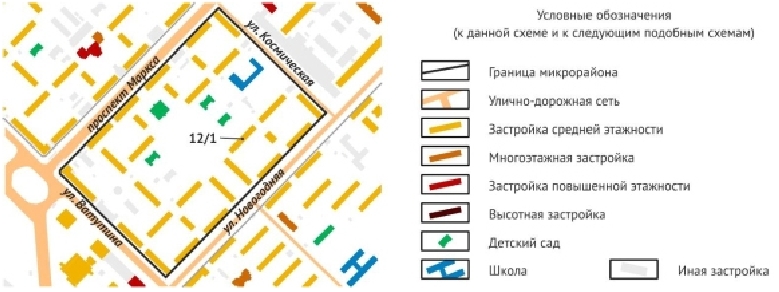 ул. Космическая
проспект Маркса
12/1
ул. Новогодняя
ул. Ватутина
Условные обозначения
(к данной схеме и к следующим подобным схемам)
Граница микрорайона
Улично-дорожная сеть
Застройка средней этажности
Многоэтажная застройка
Застройка повышенной этажности
Высотная застройка
Детский сад
Школа
Иная застройка